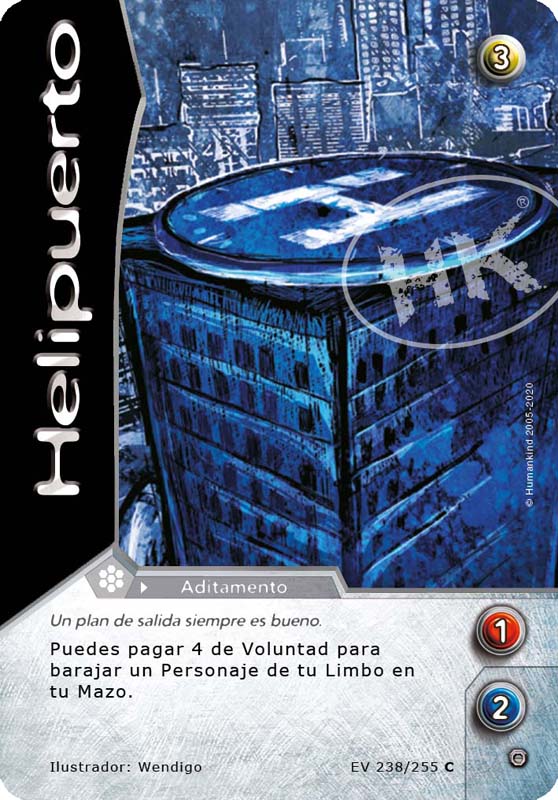 Helipuerto
3
HK®
© Humankind 2005-2020
Aditamento
Un plan de salida siempre es bueno.
Puedes pagar 4 de Voluntad para
barajar un Personaje de tu Limbo en
tu Mazo.
1
2
Ilustrador: Wendigo
EV 238/255 C